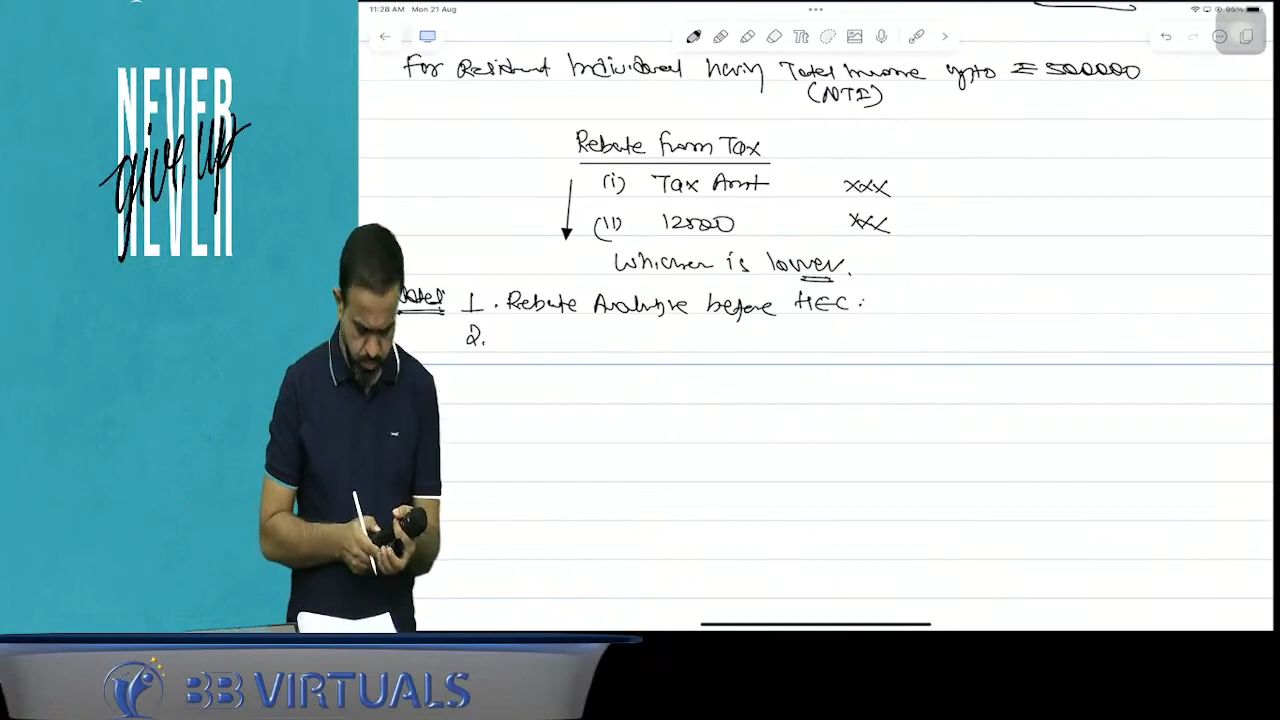 11:28 AM Mon 21 Aug
95%
NEVER
give up
NEVER
For Resident Individual having Total Income upto = 500000
(NTI)
Rebate from Tax
(i) Tax Amt xxx
(ii) 12500 xxx
Whichever is lower.
Notes 1. Rebate Available before HEC.
2.
BB VIRTUALS